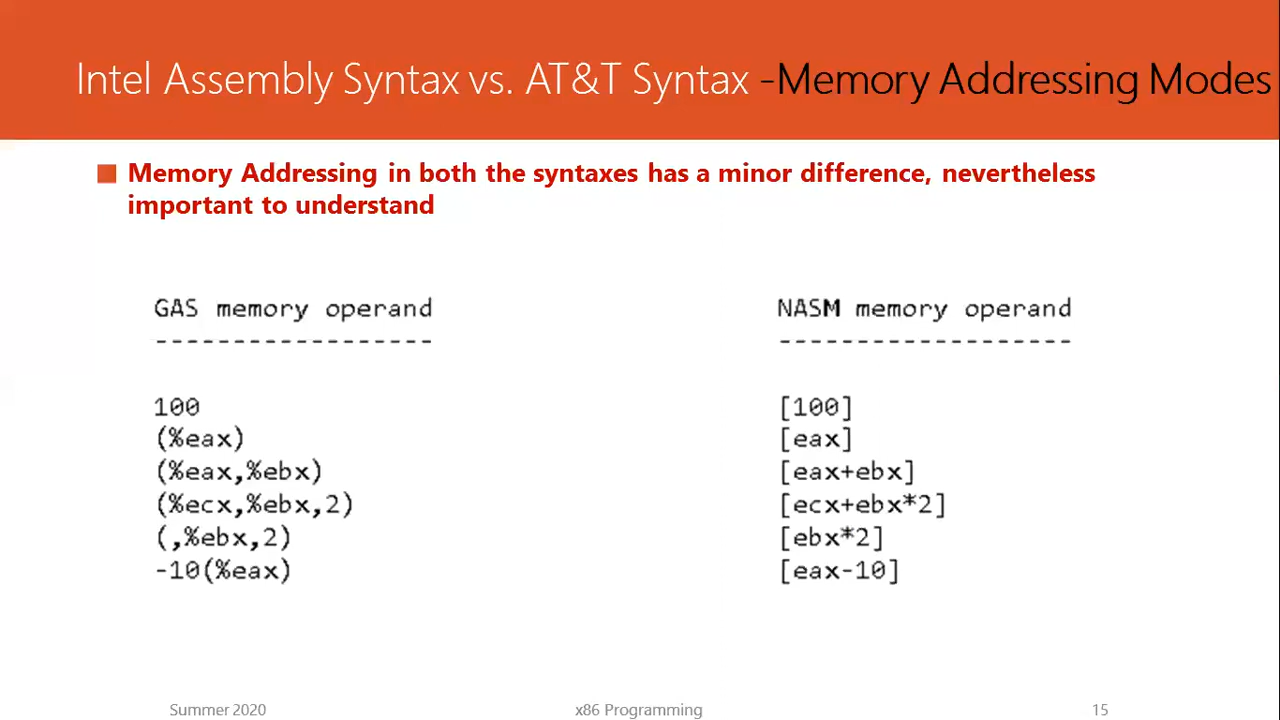 Intel Assembly Syntax vs. AT&T Syntax -Memory Addressing Modes
Memory Addressing in both the syntaxes has a minor difference, nevertheless
important to understand
GAS memory operand
------------------
100
(%eax)
(%eax,%ebx)
(%ecx,%ebx,2)
(,%ebx,2)
-10(%eax)
NASM memory operand
-------------------
[100]
[eax]
[eax+ebx]
[ecx+ebx*2]
[ebx*2]
[eax-10]
Summer 2020
x86 Programming
15